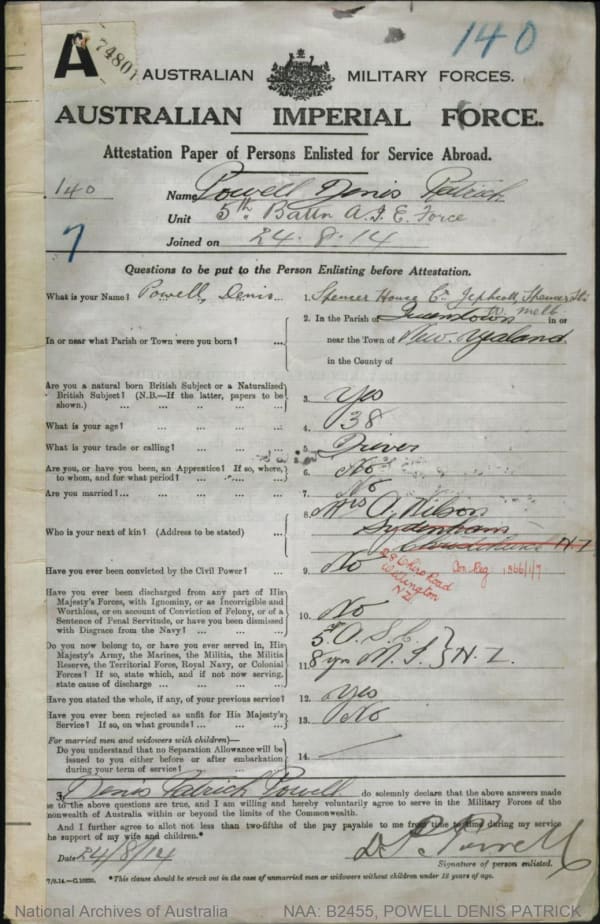 A 74801 140
AUSTRALIAN MILITARY FORCES.
AUSTRALIAN IMPERIAL FORCE.
Attestation Paper of Persons Enlisted for Service Abroad.
140 Name Powell Denis Patrick
Unit 5th Battn A.I.E. Force
7 Joined on 24.8.14
Questions to be put to the Person Enlisting before Attestation.
What is your Name? Powell, Denis ... 1. Spencer House C/o Jephcott, Spencer St.
Melb
2. In the Parish of Queenstown in or
In or near what Parish or Town were you born? ... near the Town of New Zealand
in the County of
Are you a natural born British Subject or a Naturalized
British Subject? (N.B.—If the latter, papers to be
shown.) ... ... ... ... 3. Yes
What is your age? ... ... ... ... 4. 38
What is your trade or calling? ... ... ... 5. Driver
Are you, or have you been, an Apprentice? If so, where,
to whom, and for what period? ... ... ... 6. No
Are you married? ... ... ... ... 7. No
8. Mrs A. Wilson
Who is your next of kin? (Address to be stated) ... Sydenham
N.Z
Have you ever been convicted by the Civil Power? ... 9. No 1366/1/9
Road
Wellington
NZ
Have you ever been discharged from any part of His
Majesty's Forces, with Ignominy, or as Incorrigible and
Worthless, or on account of Conviction of Felony, or of a
Sentence of Penal Servitude, or have you been dismissed
with Disgrace from the Navy? ... ... ... 10. No
Do you now belong to, or have you ever served in, His
Majesty's Army, the Marines, the Militia, the Militia
Reserve, the Territorial Force, Royal Navy, or Colonial
Forces? If so, state which, and if not now serving,
state cause of discharge ... ... ... 11. 8 yrs } N.Z.
Have you stated the whole, if any, of your previous service? 12. Yes
Have you ever been rejected as unfit for His Majesty's
Service? If so, on what grounds? ... ... 13. No
(For married men and widowers with children)—
Do you understand that no Separation Allowance will be
issued to you either before or after embarkation
during your term of service? ... ... 14. —
3, Denis Patrick Powell do solemnly declare that the above answers made
me to the above questions are true, and I am willing and hereby voluntarily agree to serve in the Military Forces of the
monwealth of Australia within or beyond the limits of the Commonwealth.
And I further agree to allot not less than two-fifths of the pay payable to me from time to time during my service
the support of my wife and children.*
Date 24/8/14 D. P. Powell
Signature of person enlisted.
*This clause should be struck out in the case of unmarried men or widowers without children under 18 years of age.
National Archives of Australia NAA: B2455, POWELL DENIS PATRICK